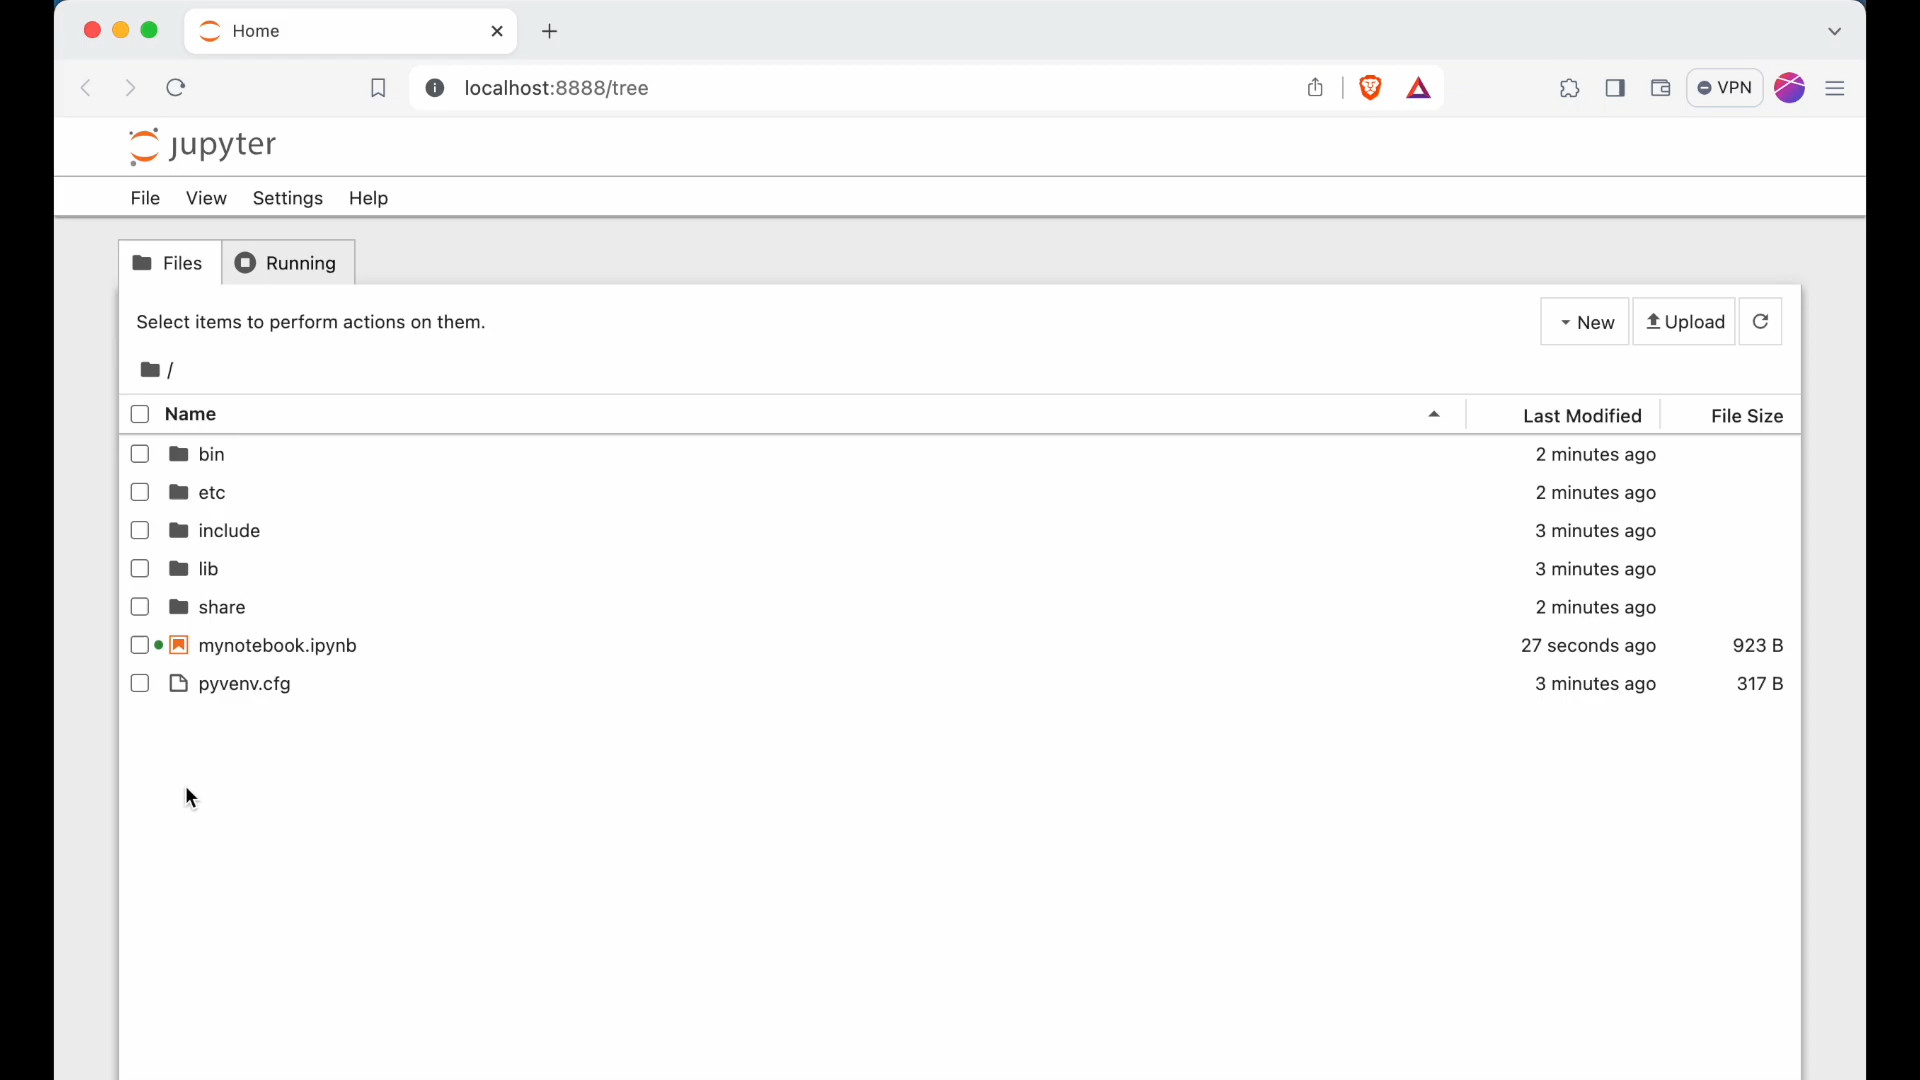 Home
localhost:8888/tree
VPN
jupyter
File View Settings Help
Files Running
Select items to perform actions on them.
New Upload
/
Name Last Modified File Size
bin 2 minutes ago
etc 2 minutes ago
include 3 minutes ago
lib 3 minutes ago
share 2 minutes ago
mynotebook.ipynb 27 seconds ago 923 B
pyvenv.cfg 3 minutes ago 317 B